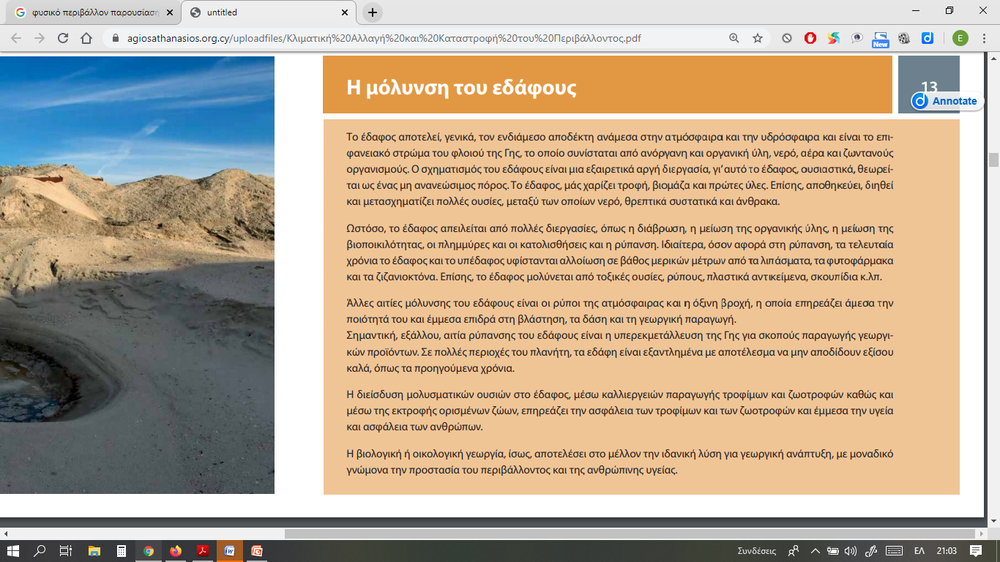 φυσικό περιβάλλον παρουσίαση
untitled
agiosathanasios.org.cy/uploadfiles/Κλιματική%20Αλλαγή%20και%20Καταστροφή%20του%20Περιβάλλοντος.pdf
New
E
Η μόλυνση του εδάφους
13
Annotate
Το έδαφος αποτελεί, γενικά, τον ενδιάμεσο αποδέκτη ανάμεσα στην ατμόσφαιρα και την υδρόσφαιρα και είναι το επι-
φανειακό στρώμα του φλοιού της Γης, το οποίο συνίσταται από ανόργανη και οργανική ύλη, νερό, αέρα και ζωντανούς
οργανισμούς. Ο σχηματισμός του εδάφους είναι μια εξαιρετικά αργή διεργασία, γι' αυτό το έδαφος, ουσιαστικά, θεωρεί-
ται ως ένας μη ανανεώσιμος πόρος. Το έδαφος, μάς χαρίζει τροφή, βιομάζα και πρώτες ύλες. Επίσης, αποθηκεύει, διηθεί
και μετασχηματίζει πολλές ουσίες, μεταξύ των οποίων νερό, θρεπτικά συστατικά και άνθρακα.
Ωστόσο, το έδαφος απειλείται από πολλές διεργασίες, όπως η διάβρωση, η μείωση της οργανικής ύλης, η μείωση της
βιοποικιλότητας, οι πλημμύρες και οι κατολισθήσεις και η ρύπανση. Ιδιαίτερα, όσον αφορά στη ρύπανση, τα τελευταία
χρόνια το έδαφος και το υπέδαφος υφίστανται αλλοίωση σε βάθος μερικών μέτρων από τα λιπάσματα, τα φυτοφάρμακα
και τα ζιζανιοκτόνα. Επίσης, το έδαφος μολύνεται από τοξικές ουσίες, ρύπους, πλαστικά αντικείμενα, σκουπίδια κ.λπ.
Άλλες αιτίες μόλυνσης του εδάφους είναι οι ρύποι της ατμόσφαιρας και η όξινη βροχή, η οποία επηρεάζει άμεσα την
ποιότητά του και έμμεσα επιδρά στη βλάστηση, τα δάση και τη γεωργική παραγωγή.
Σημαντική, εξάλλου, αιτία ρύπανσης του εδάφους είναι η υπερεκμετάλλευση της Γης για σκοπούς παραγωγής γεωργι-
κών προϊόντων. Σε πολλές περιοχές του πλανήτη, τα εδάφη είναι εξαντλημένα με αποτέλεσμα να μην αποδίδουν εξίσου
καλά, όπως τα προηγούμενα χρόνια.
Η διείσδυση μολυσματικών ουσιών στο έδαφος, μέσω καλλιεργειών παραγωγής τροφίμων και ζωοτροφών καθώς και
μέσω της εκτροφής ορισμένων ζώων, επηρεάζει την ασφάλεια των τροφίμων και των ζωοτροφών και έμμεσα την υγεία
και ασφάλεια των ανθρώπων.
Η βιολογική ή οικολογική γεωργία, ίσως, αποτελέσει στο μέλλον την ιδανική λύση για γεωργική ανάπτυξη, με μοναδικό
γνώμονα την προστασία του περιβάλλοντος και της ανθρώπινης υγείας.
Συνδέσεις
ΕΛ
21:03